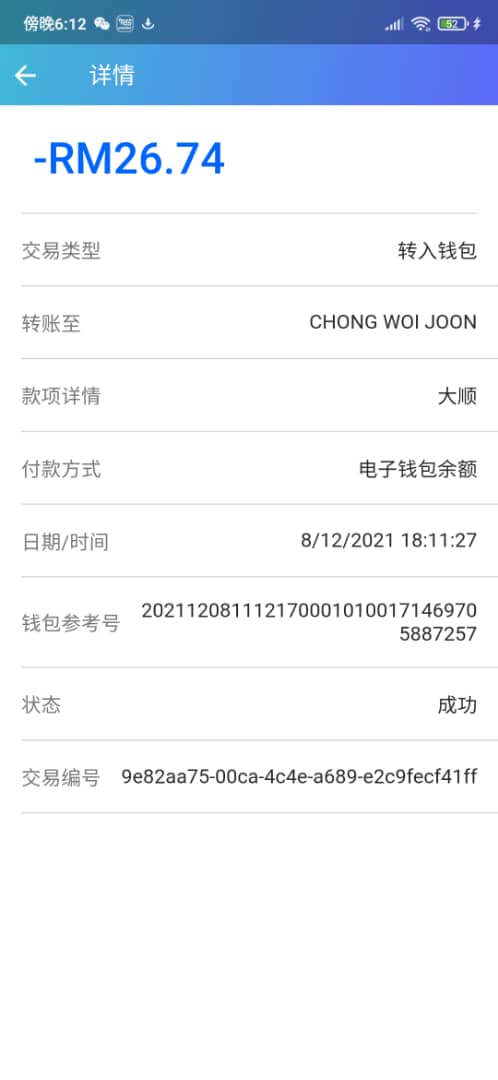 傍晚6:12
52
详情
-RM26.74
交易类型 转入钱包
转账至 CHONG WOI JOON
款项详情 大顺
付款方式 电子钱包余额
日期/时间 8/12/2021 18:11:27
钱包参考号 202112081112170001010017146970
5887257
状态 成功
交易编号 9e82aa75-00ca-4c4e-a689-e2c9fecf41ff